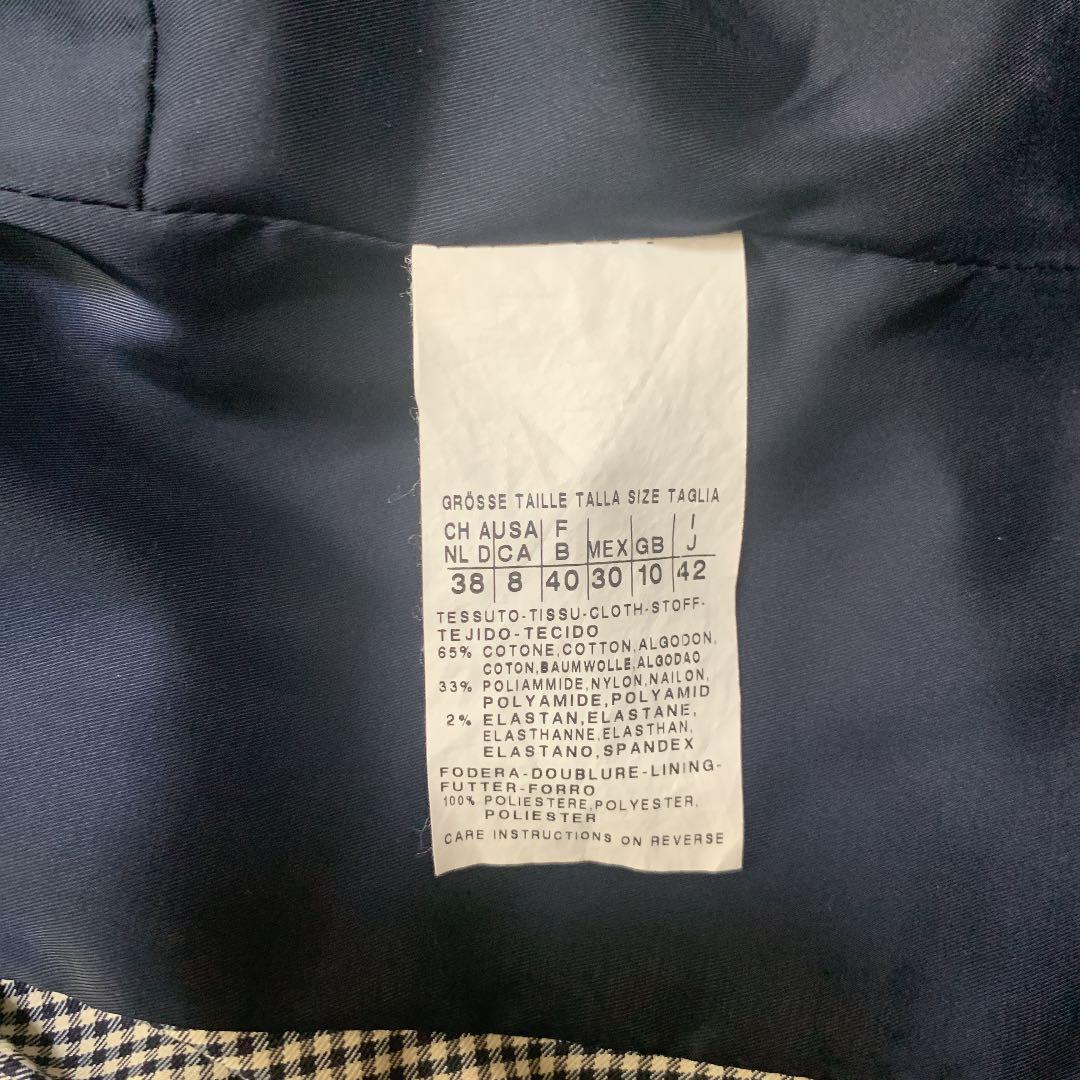 GRÖSSE TAILLE TALLA SIZE TAGLIA
CH A USA F I
NL D CA B MEX GB J
38 8 40 30 10 42
TESSUTO-TISSU-CLOTH-STOFF-
TEJIDO-TECIDO
65% COTONE,COTTON,ALGODON,
COTON,BAUMWOLLE,ALGODAO
33% POLIAMMIDE,NYLON,NAILON,
POLYAMIDE,POLYAMID
2% ELASTAN,ELASTANE,
ELASTHANNE,ELASTHAN,
ELASTANO,SPANDEX
FODERA-DOUBLURE-LINING-
FUTTER-FORRO
100% POLIESTERE,POLYESTER,
POLIESTER
CARE INSTRUCTIONS ON REVERSE